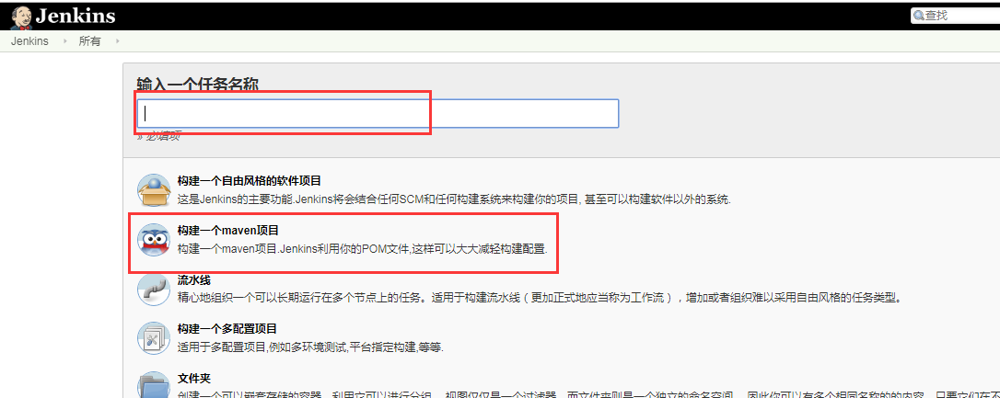 Jenkins
查找
Jenkins
所有
输入一个任务名称
» 必填项
构建一个自由风格的软件项目
这是Jenkins的主要功能.Jenkins将会结合任何SCM和任何构建系统来构建你的项目, 甚至可以构建软件以外的系统.
构建一个maven项目
构建一个maven项目.Jenkins利用你的POM文件,这样可以大大减轻构建配置.
流水线
精心地组织一个可以长期运行在多个节点上的任务。适用于构建流水线（更加正式地应当称为工作流），增加或者组织难以采用自由风格的任务类型。
构建一个多配置项目
适用于多配置项目,例如多环境测试,平台指定构建,等等.
文件夹
创建一个可以嵌套存储的容器。利用它可以进行分组。 视图仅仅是一个过滤器，而文件夹则是一个独立的命名空间， 因此你可以有多个相同名称的的内容，只要它们在不